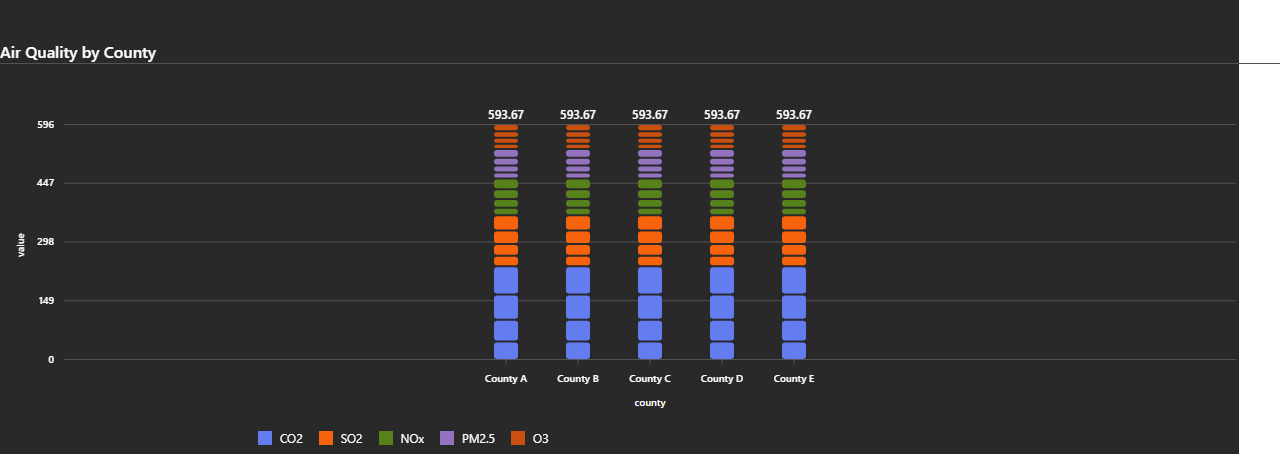 Air Quality by County
593.67 593.67 593.67 593.67 593.67
596
447
298
149
0
value
County A County B County C County D County E
county
CO2 SO2 NOx PM2.5 O3